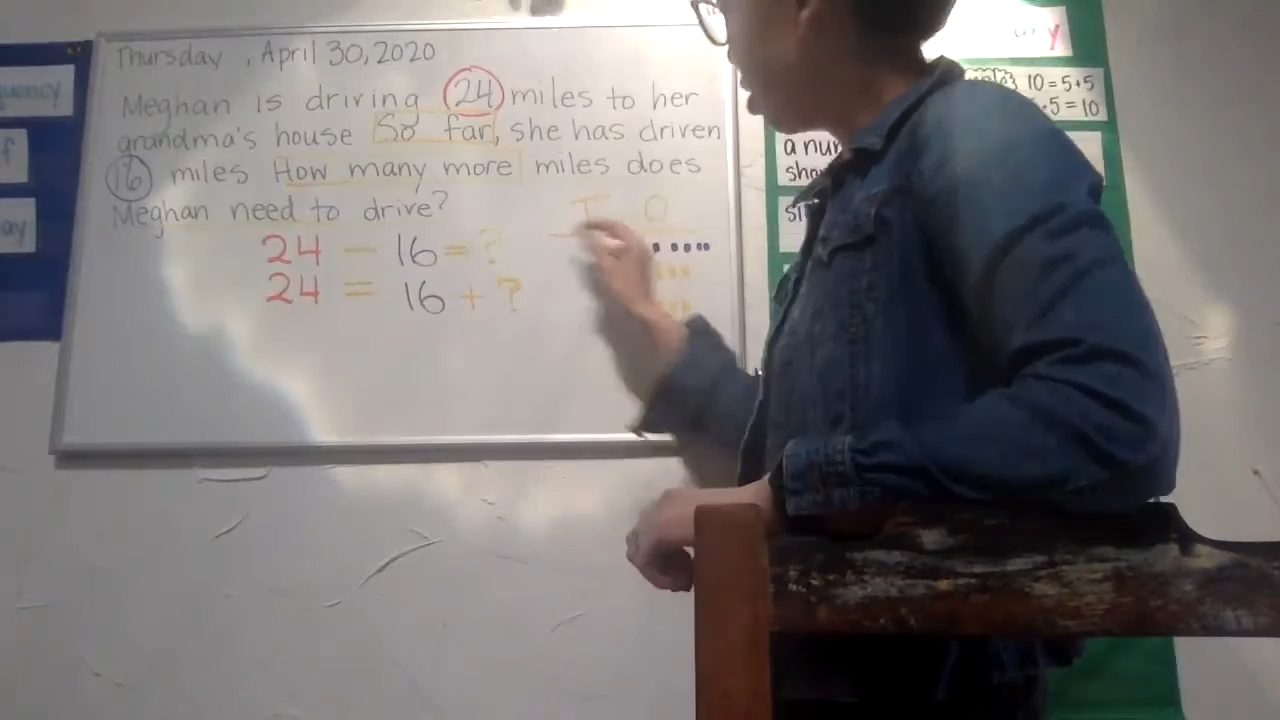 Thursday , April 30, 2020
Meghan is driving 24 miles to her
grandma's house So far, she has driven
16 miles How many more miles does
Meghan need to drive?
24 - 16 = ?
24 = 16 + ?
T O
y
10 = 5+5
5 = 10
a